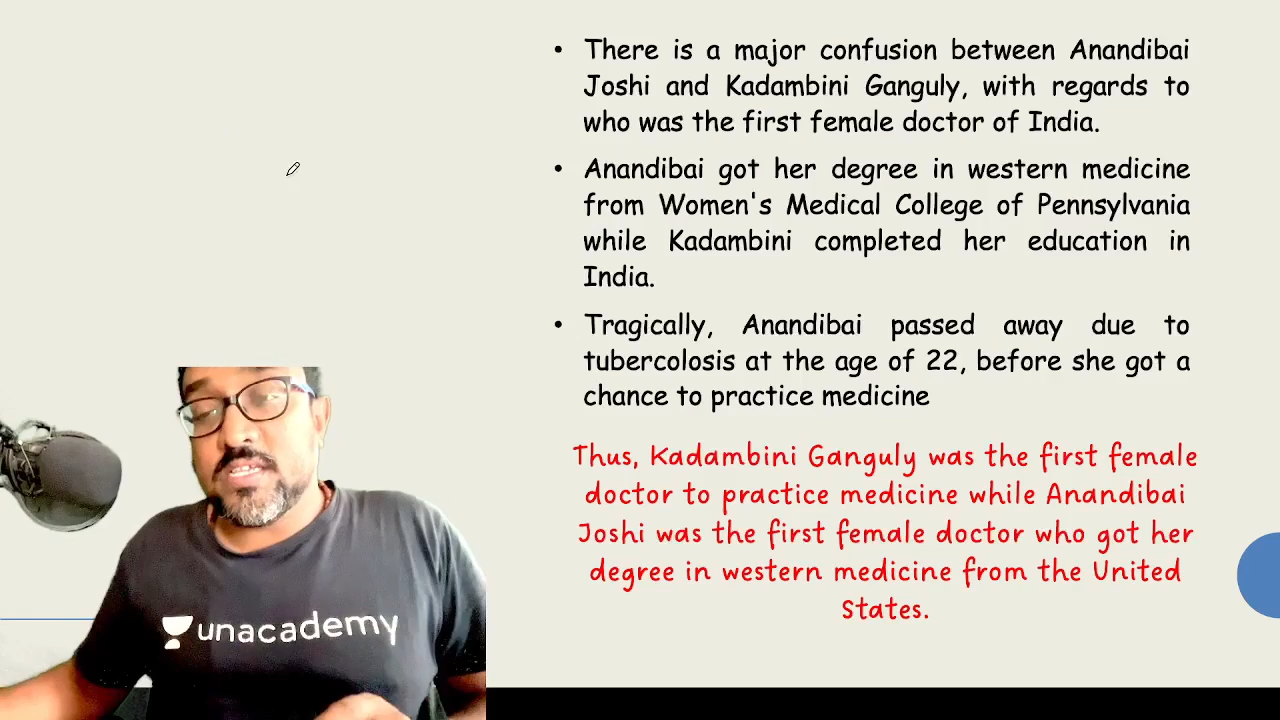 • There is a major confusion between Anandibai
Joshi and Kadambini Ganguly, with regards to
who was the first female doctor of India.
• Anandibai got her degree in western medicine
from Women's Medical College of Pennsylvania
while Kadambini completed her education in
India.
• Tragically, Anandibai passed away due to
tubercolosis at the age of 22, before she got a
chance to practice medicine
Thus, Kadambini Ganguly was the first female
doctor to practice medicine while Anandibai
Joshi was the first female doctor who got her
degree in western medicine from the United
States.
unacademy